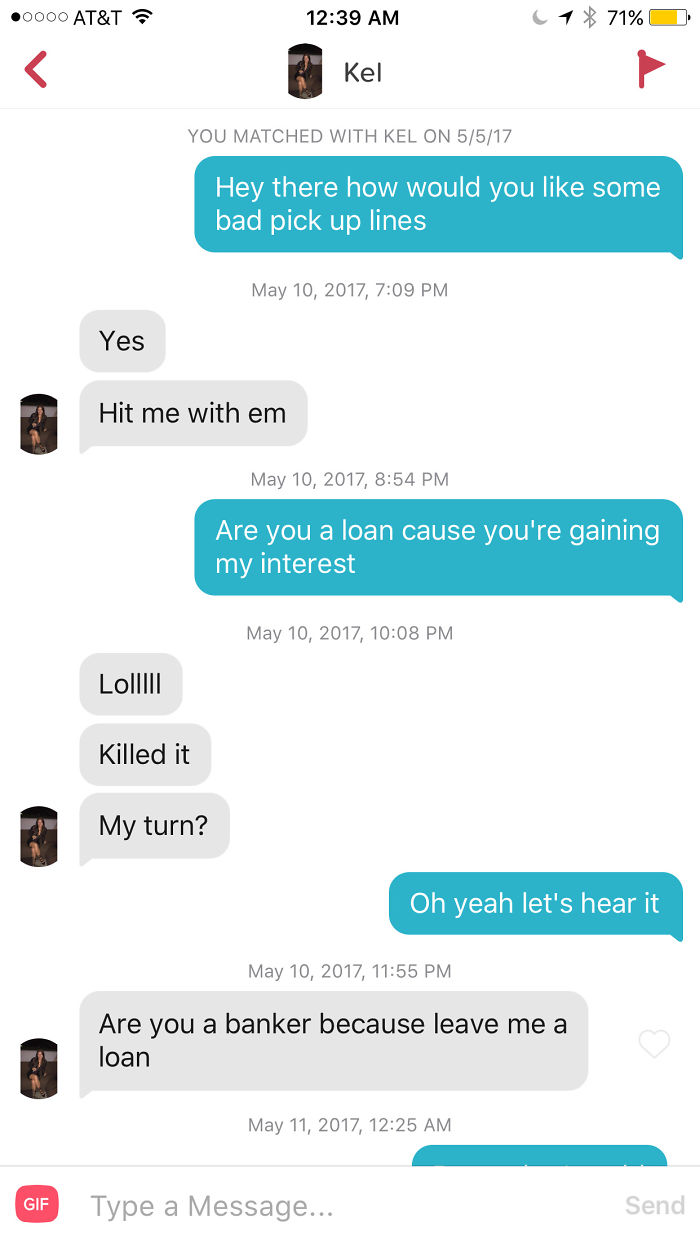 AT&T 12:39 AM 71%
Kel
YOU MATCHED WITH KEL ON 5/5/17
Hey there how would you like some
bad pick up lines
May 10, 2017, 7:09 PM
Yes
Hit me with em
May 10, 2017, 8:54 PM
Are you a loan cause you're gaining
my interest
May 10, 2017, 10:08 PM
Lolllll
Killed it
My turn?
Oh yeah let's hear it
May 10, 2017, 11:55 PM
Are you a banker because leave me a
loan
May 11, 2017, 12:25 AM
GIF Type a Message... Send